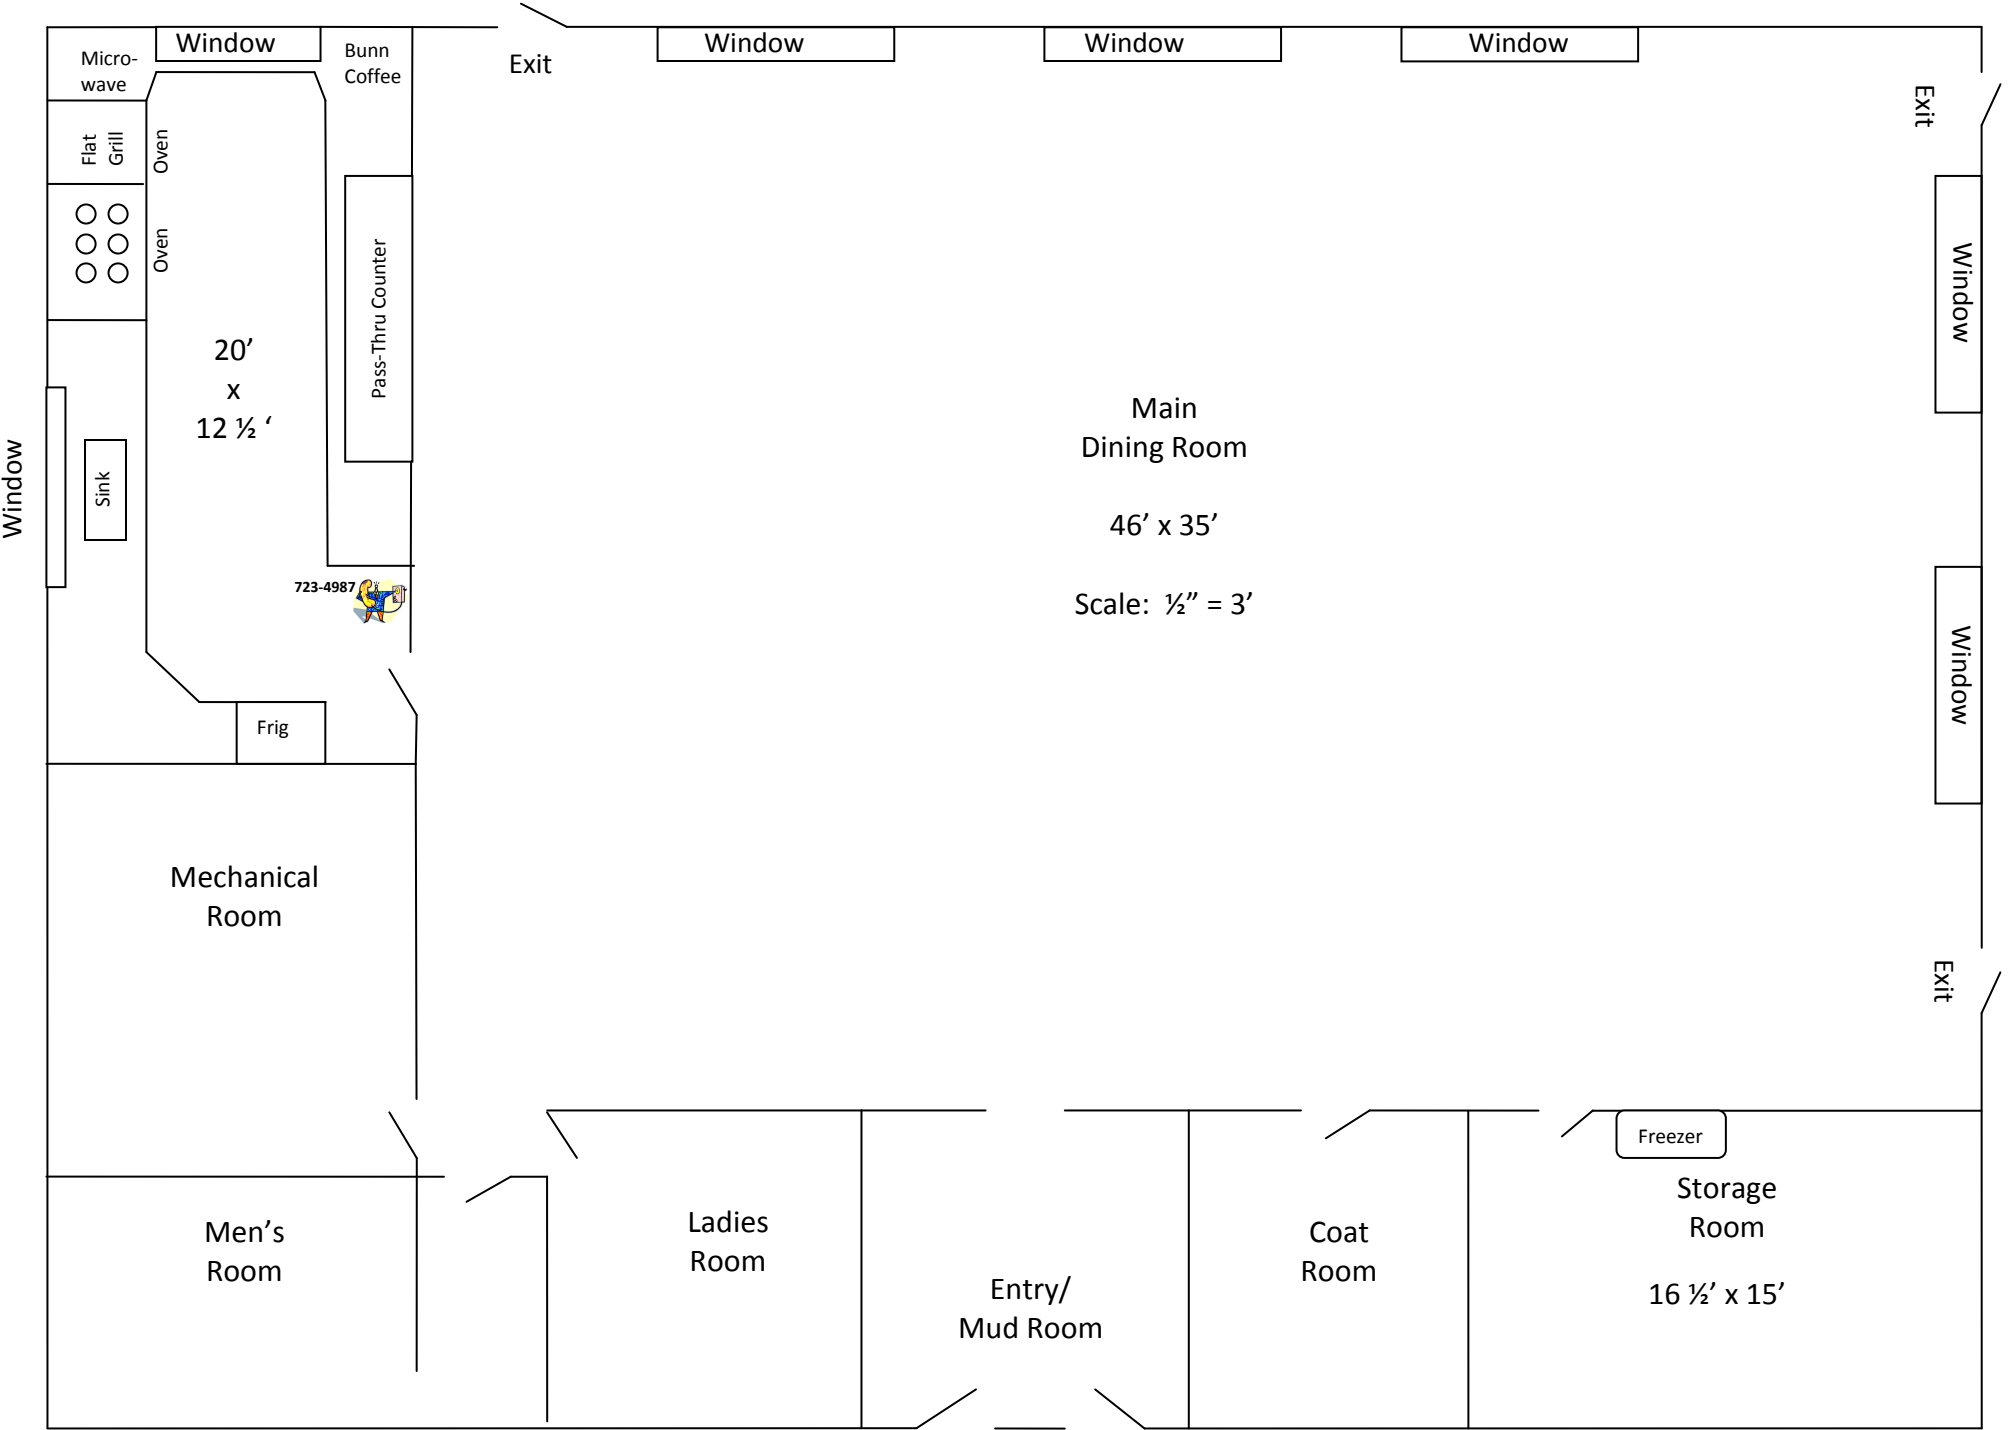 Window
Window
Window
Window
Micro-
wave
Bunn
Coffee
Exit
Exit
Flat
Grill
Oven
Oven
Pass-Thru Counter
20’
x
12 ½ ‘
Window
Sink
723-4987
Frig
Main
Dining Room
46’ x 35’
Scale:  ½” = 3’
Window
Window
Exit
Mechanical
Room
Men’s
Room
Ladies
Room
Entry/
Mud Room
Coat
Room
Freezer
Storage
Room
16 ½’ x 15’